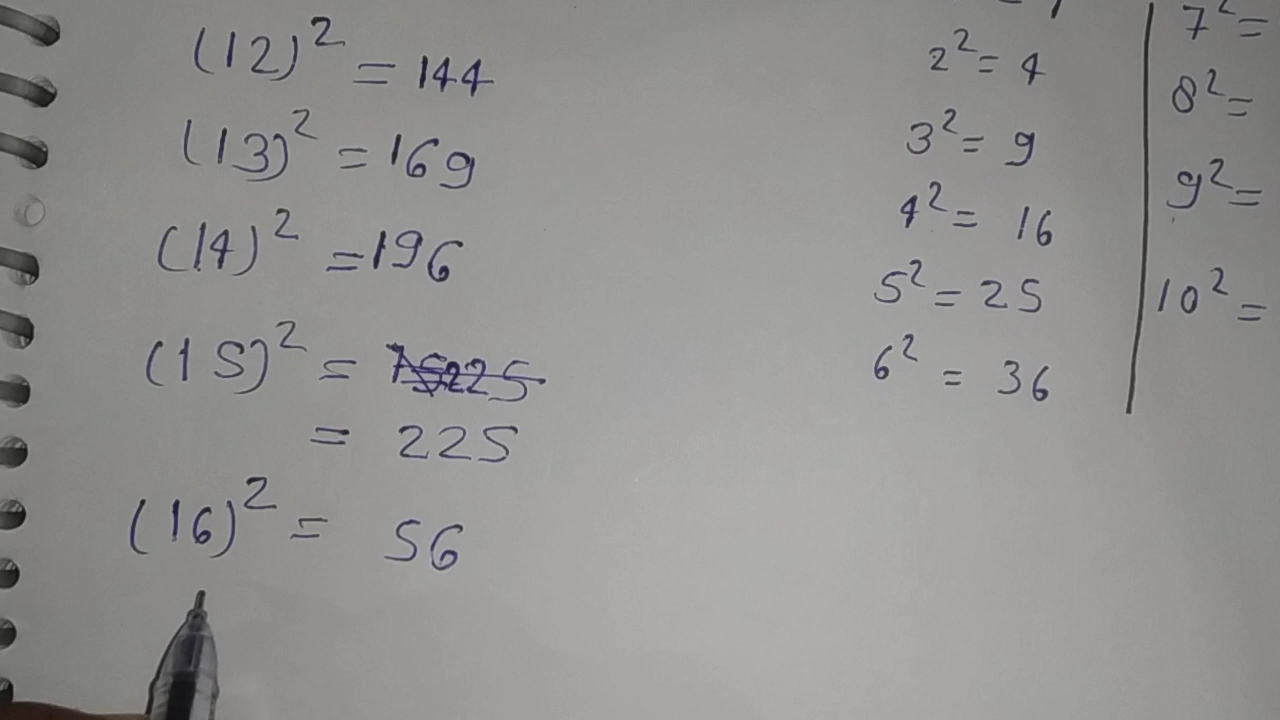 (12)² = 144
(13)² = 169
(14)² = 196
(15)² =
= 225
(16)² = 56
2² = 4
3² = 9
4² = 16
5² = 25
6² = 36
7² =
8² =
9² =
10² =